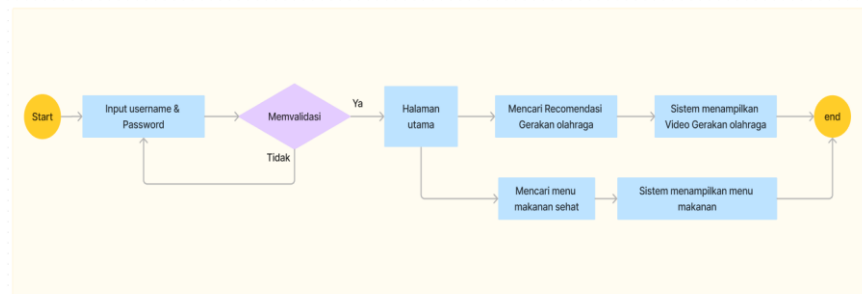 Start
Input username &
Password
Memvalidasi
Ya
Tidak
Halaman
utama
Mencari Recomendasi
Gerakan olahraga
Sistem menampilkan
Video Gerakan olahraga
end
Mencari menu
makanan sehat
Sistem menampilkan menu
makanan